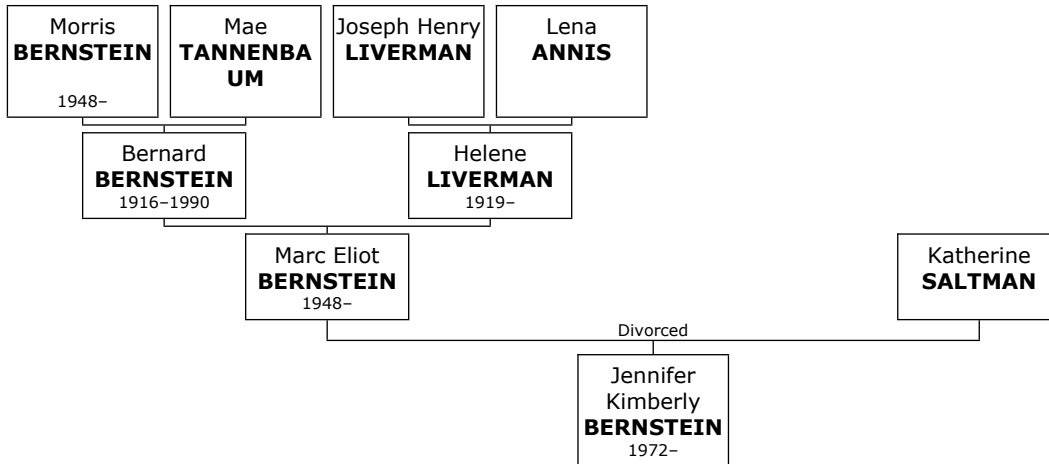 Morris
BERNSTEIN
1948–
Mae
TANNENBA
UM
Joseph Henry
LIVERMAN
Lena
ANNIS
Bernard
BERNSTEIN
1916–1990
Helene
LIVERMAN
1919–
Marc Eliot
BERNSTEIN
1948–
Katherine
SALTMAN
Divorced
Jennifer
Kimberly
BERNSTEIN
1972–